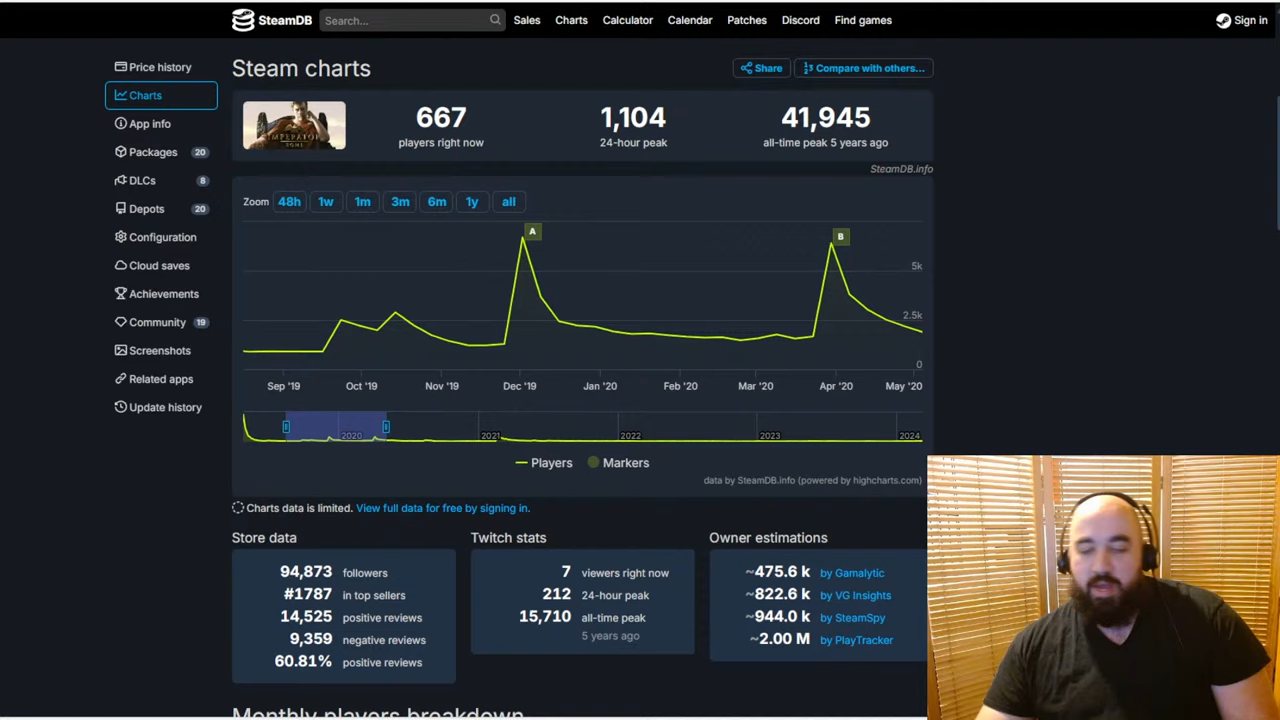 SteamDB
Search...
Sales
Charts
Calculator
Calendar
Patches
Discord
Find games
Sign in
Price history
Charts
App info
Packages 20
DLCs 8
Depots 20
Configuration
Cloud saves
Achievements
Community 19
Screenshots
Related apps
Update history
Steam charts
Share
Compare with others...
IMPERATOR
ROME
667
players right now
1,104
24-hour peak
41,945
all-time peak 5 years ago
SteamDB.info
Zoom 48h 1w 1m 3m 6m 1y all
A
B
5k
2.5k
0
Sep '19 Oct '19 Nov '19 Dec '19 Jan '20 Feb '20 Mar '20 Apr '20 May '20
2020 2021 2022 2023 2024
Players Markers
data by SteamDB.info (powered by highcharts.com)
Charts data is limited. View full data for free by signing in.
Store data
94,873 followers
#1787 in top sellers
14,525 positive reviews
9,359 negative reviews
60.81% positive reviews
Twitch stats
7 viewers right now
212 24-hour peak
15,710 all-time peak
5 years ago
Owner estimations
~475.6 k by Gamalytic
~822.6 k by VG Insights
~944.0 k by SteamSpy
~2.00 M by PlayTracker
Monthly players breakdown